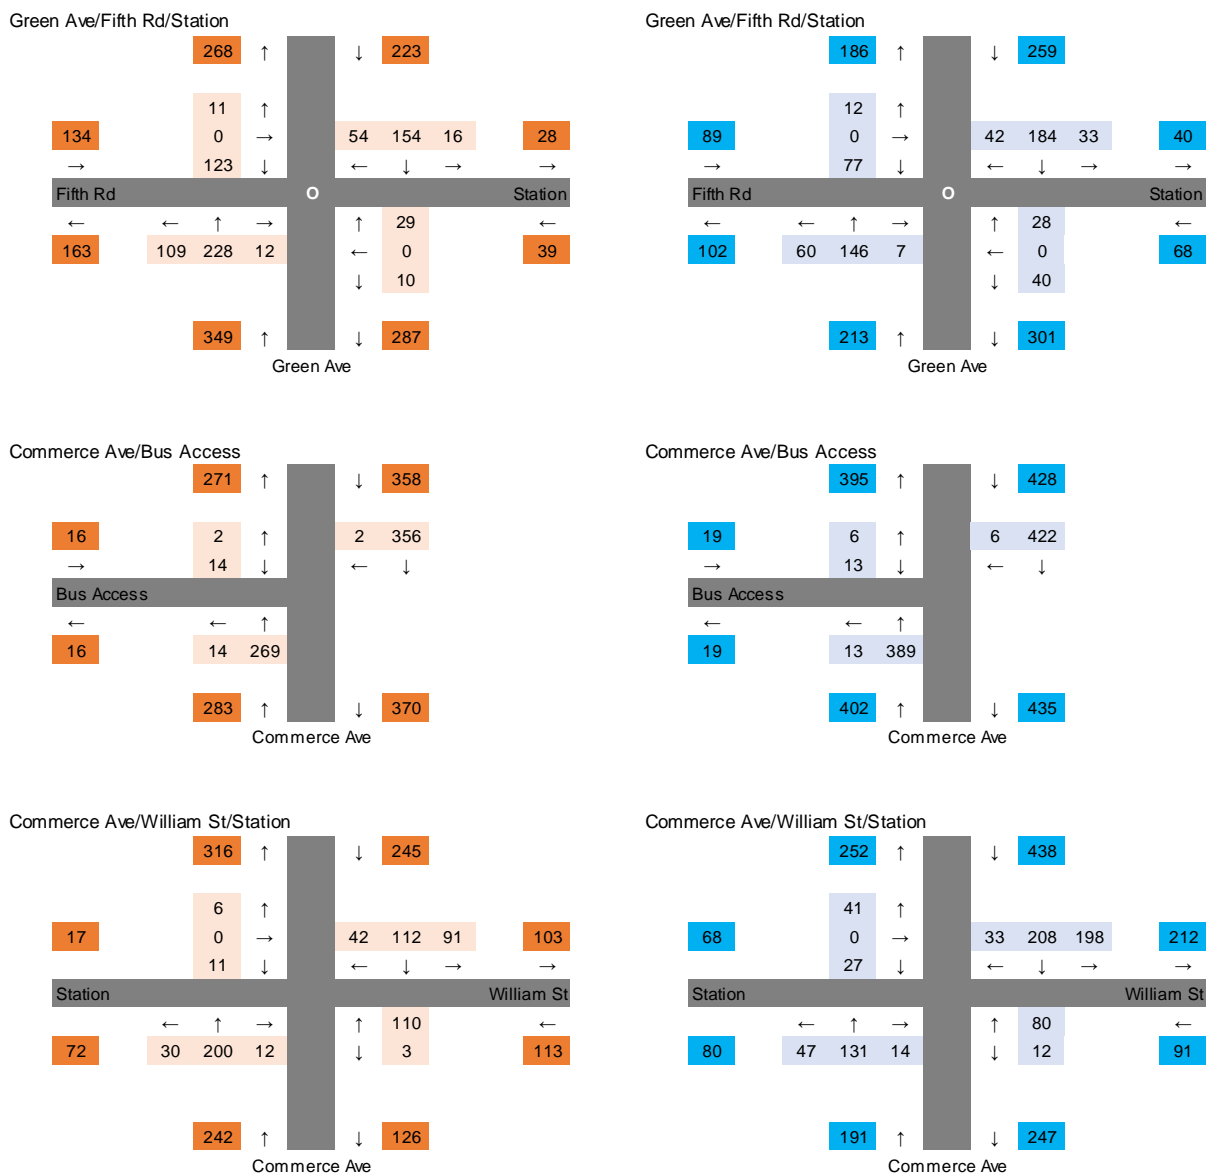 Green Ave/Fifth Rd/Station Green Ave/Fifth Rd/Station
268 ↑ ↓ 223 186 ↑ ↓ 259
11 ↑ 12 ↑
134 0 → 54 154 16 28 89 0 → 42 184 33 40
→ 123 ↓ ← ↓ → → → 77 ↓ ← ↓ → →
Fifth Rd O Station Fifth Rd O Station
← ← ↑ → ↑ 29 ← ← ← ↑ → ↑ 28 ←
163 109 228 12 ← 0 39 102 60 146 7 ← 0 68
↓ 10 ↓ 40
349 ↑ ↓ 287 213 ↑ ↓ 301
Green Ave Green Ave
Commerce Ave/Bus Access Commerce Ave/Bus Access
271 ↑ ↓ 358 395 ↑ ↓ 428
16 2 ↑ 2 356 19 6 ↑ 6 422
→ 14 ↓ ← ↓ → 13 ↓ ← ↓
Bus Access Bus Access
← ← ↑ ← ← ↑
16 14 269 19 13 389
283 ↑ ↓ 370 402 ↑ ↓ 435
Commerce Ave Commerce Ave
Commerce Ave/William St/Station Commerce Ave/William St/Station
316 ↑ ↓ 245 252 ↑ ↓ 438
6 ↑ 41 ↑
17 0 → 42 112 91 103 68 0 → 33 208 198 212
11 ↓ ← ↓ → → 27 ↓ ← ↓ → →
Station William St Station William St
← ↑ → ↑ 110 ← ← ↑ → ↑ 80 ←
72 30 200 12 ↓ 3 113 80 47 131 14 ↓ 12 91
242 ↑ ↓ 126 191 ↑ ↓ 247
Commerce Ave Commerce Ave